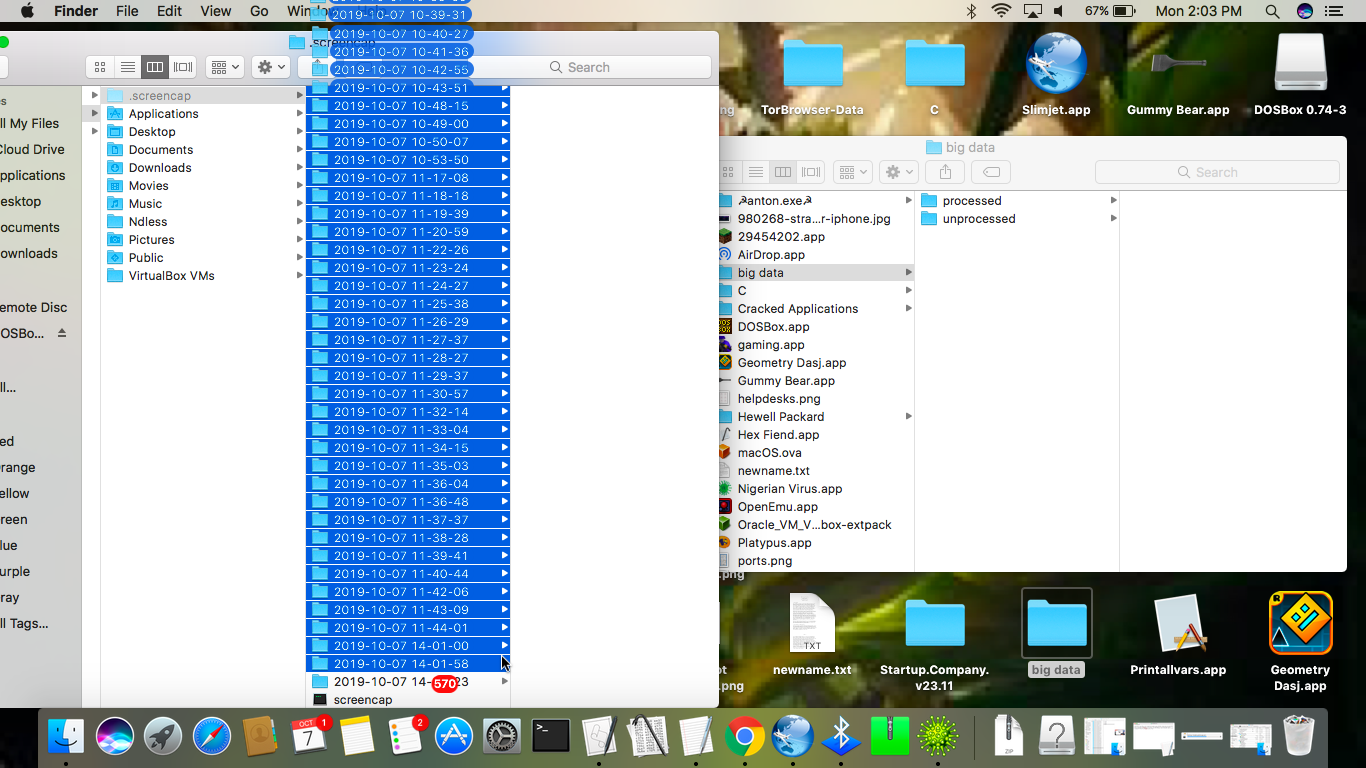 Finder File Edit View Go Window 67% Mon 2:03 PM
2019-10-07 10-39-31
2019-10-07 10-40-27
.screencap
2019-10-07 10-41-36
2019-10-07 10-42-55
Search
2019-10-07 10-43-51
2019-10-07 10-48-15
2019-10-07 10-49-00
2019-10-07 10-50-07
2019-10-07 10-53-50
2019-10-07 11-17-08
2019-10-07 11-18-18
2019-10-07 11-19-39
2019-10-07 11-20-59
2019-10-07 11-22-26
2019-10-07 11-23-24
2019-10-07 11-24-27
2019-10-07 11-25-38
2019-10-07 11-26-29
2019-10-07 11-27-37
2019-10-07 11-28-27
2019-10-07 11-29-37
2019-10-07 11-30-57
2019-10-07 11-32-14
2019-10-07 11-33-04
2019-10-07 11-34-15
2019-10-07 11-35-03
2019-10-07 11-36-04
2019-10-07 11-36-48
2019-10-07 11-37-37
2019-10-07 11-38-28
2019-10-07 11-39-41
2019-10-07 11-40-44
2019-10-07 11-42-06
2019-10-07 11-43-09
2019-10-07 11-44-01
2019-10-07 14-01-00
2019-10-07 14-01-58
2019-10-07 14- 23
570
screencap
es
ll My Files
Cloud Drive
pplications
esktop
ocuments
ownloads
emote Disc
OSBo...
ll...
ed
range
ellow
reen
lue
urple
ray
ll Tags...
.screencap
Applications
Desktop
Documents
Downloads
Movies
Music
Ndless
Pictures
Public
VirtualBox VMs
ng
TorBrowser-Data
C
Slimjet.app
Gummy Bear.app
DOSBox 0.74-3
big data
Search
☭anton.exe☭
980268-stra...r-iphone.jpg
29454202.app
AirDrop.app
big data
C
Cracked Applications
DOSBox.app
gaming.app
Geometry Dasj.app
Gummy Bear.app
helpdesks.png
Hewell Packard
Hex Fiend.app
macOS.ova
newname.txt
Nigerian Virus.app
OpenEmu.app
Oracle_VM_V...box-extpack
Platypus.app
ports.png
processed
unprocessed
.png
TXT
ot
.png
newname.txt
Startup.Company.
v23.11
big data
Printallvars.app
Geometry
Dasj.app
OCT
7
1
2
ZIP